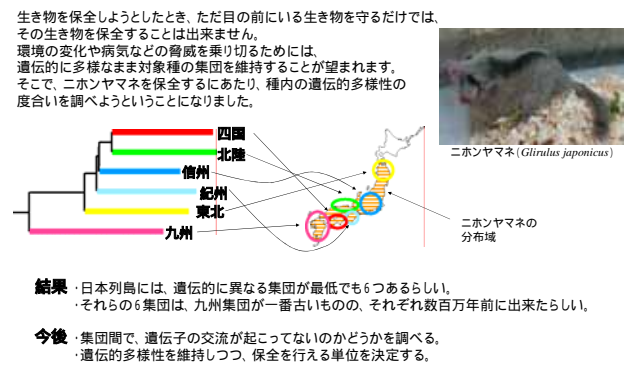 生き物を保全しようとしたとき、ただ目の前にいる生き物を守るだけでは、
その生き物を保全することは出来ません。
環境の変化や病気などの脅威を乗り切るためには、
遺伝的に多様なまま対象種の集団を維持することが望まれます。
そこで、ニホンヤマネを保全するにあたり、種内の遺伝的多様性の
度合いを調べようということになりました。
ニホンヤマネ(Glirulus japonicus)
四国
北陸
信州
紀州
東北
九州
ニホンヤマネの
分布域
結果 ・日本列島には、遺伝的に異なる集団が最低でも6つあるらしい。
・それらの6集団は、九州集団が一番古いものの、それぞれ数百万年前に出来たらしい。
今後 ・集団間で、遺伝子の交流が起こってないのかどうかを調べる。
・遺伝的多様性を維持しつつ、保全を行える単位を決定する。